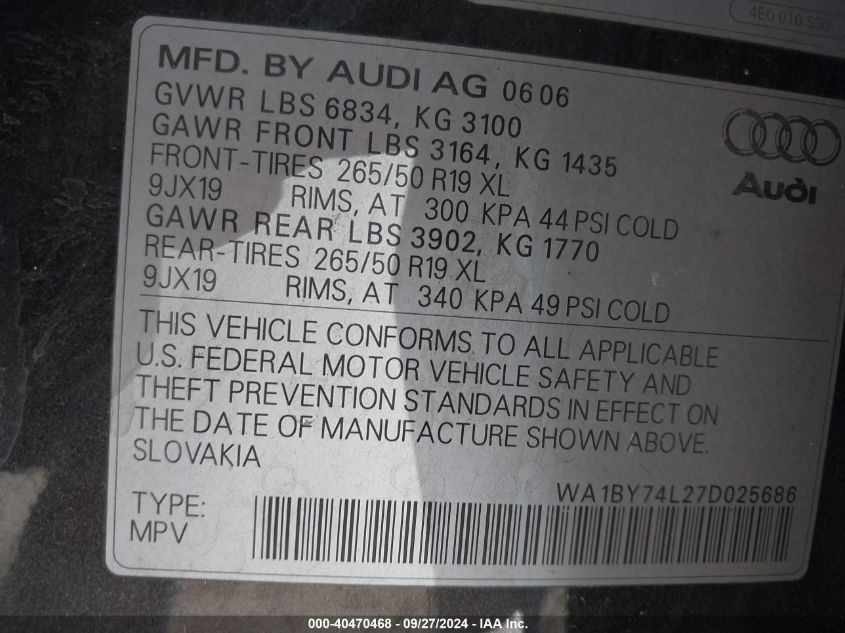 4E0 010 530
MFD. BY AUDI AG 06 06
GVWR LBS 6834, KG 3100
GAWR FRONT LBS 3164, KG 1435
FRONT-TIRES 265/50 R19 XL
9JX19 RIMS, AT 300 KPA 44 PSI COLD
GAWR REAR LBS 3902, KG 1770
REAR-TIRES 265/50 R19 XL
9JX19 RIMS, AT 340 KPA 49 PSI COLD
Audi
THIS VEHICLE CONFORMS TO ALL APPLICABLE
U.S. FEDERAL MOTOR VEHICLE SAFETY AND
THEFT PREVENTION STANDARDS IN EFFECT ON
THE DATE OF MANUFACTURE SHOWN ABOVE.
SLOVAKIA
WA1BY74L27D025686
TYPE:
MPV
000-40470468 - 09/27/2024 - IAA Inc.